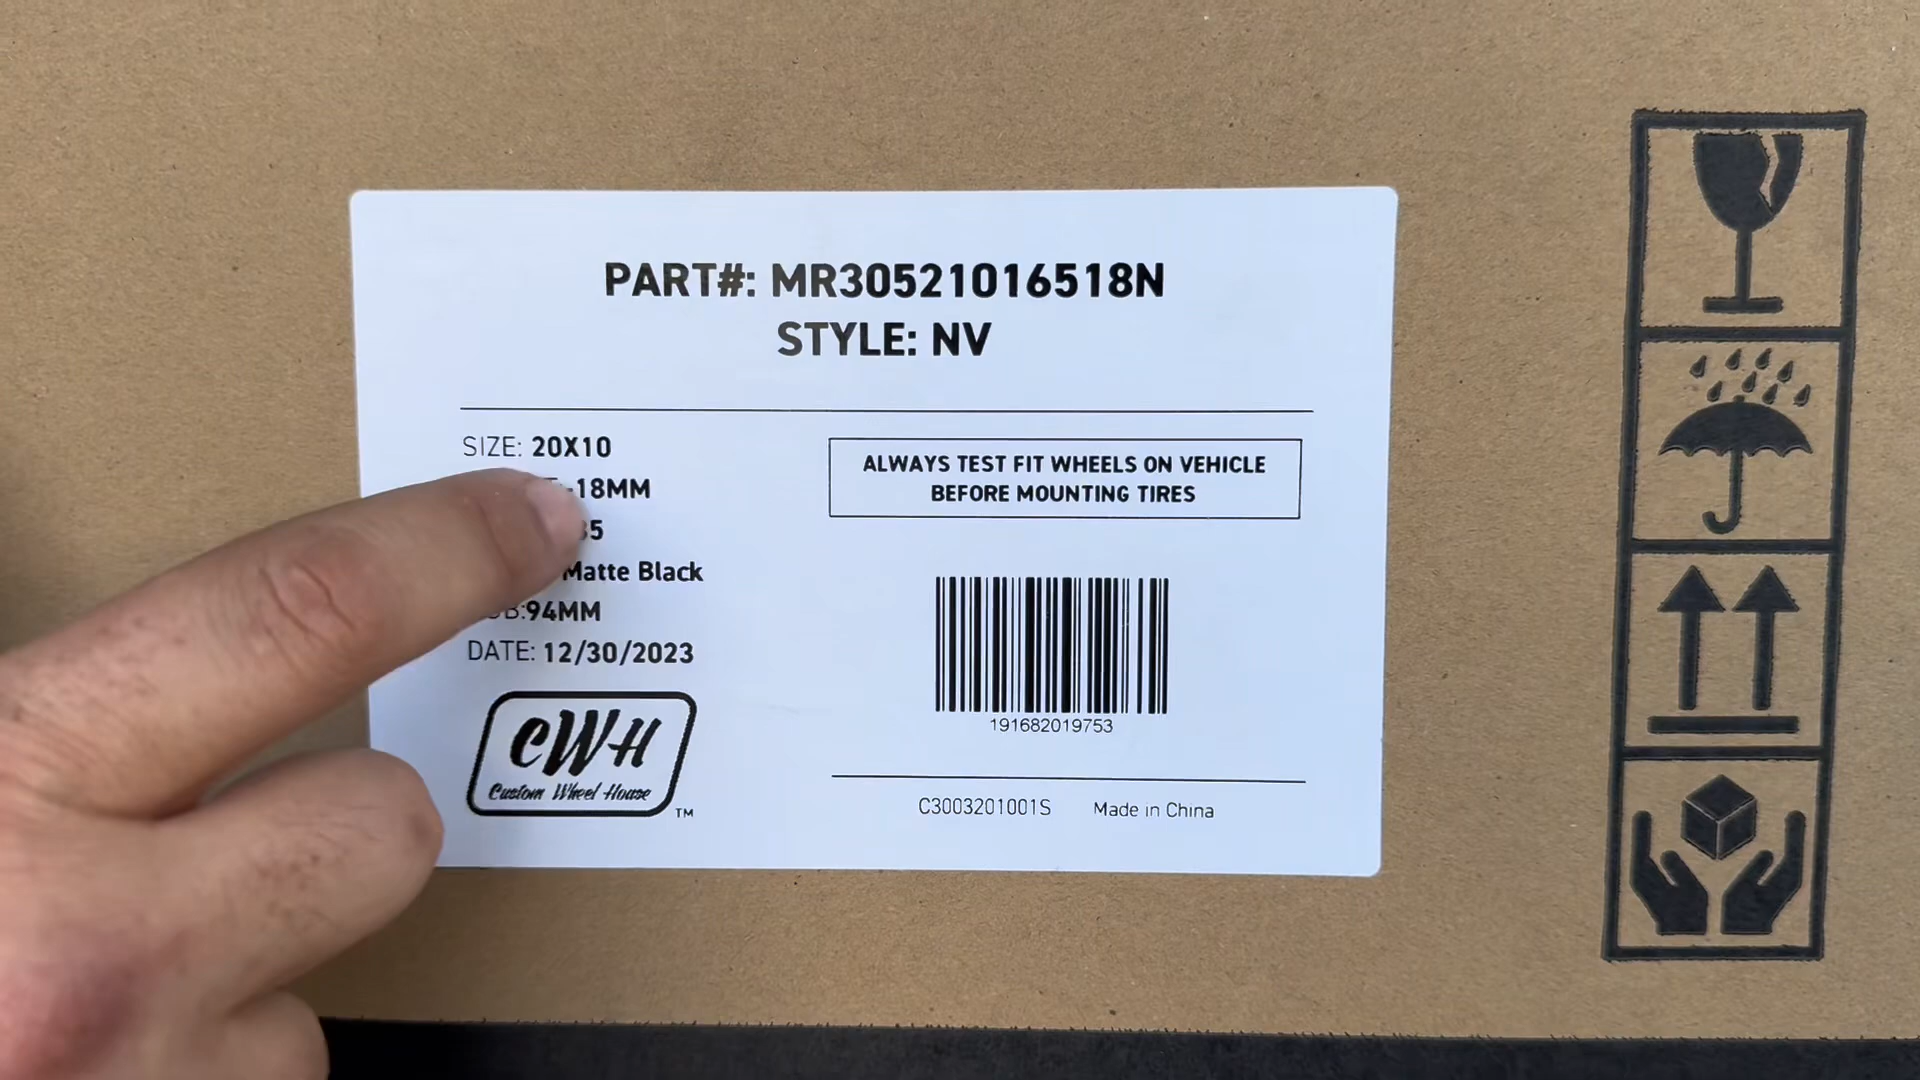 PART#: MR30521016518N
STYLE: NV
SIZE: 20X10
-18MM
Matte Black
94MM
DATE: 12/30/2023
CWH
Custom Wheel House
TM
ALWAYS TEST FIT WHEELS ON VEHICLE
BEFORE MOUNTING TIRES
191682019753
C3003201001S Made in China